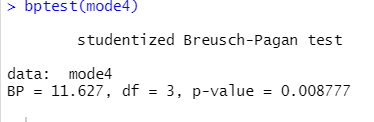 > bptest(mode4)
studentized Breusch-Pagan test
data:  mode4
BP = 11.627, df = 3, p-value = 0.008777